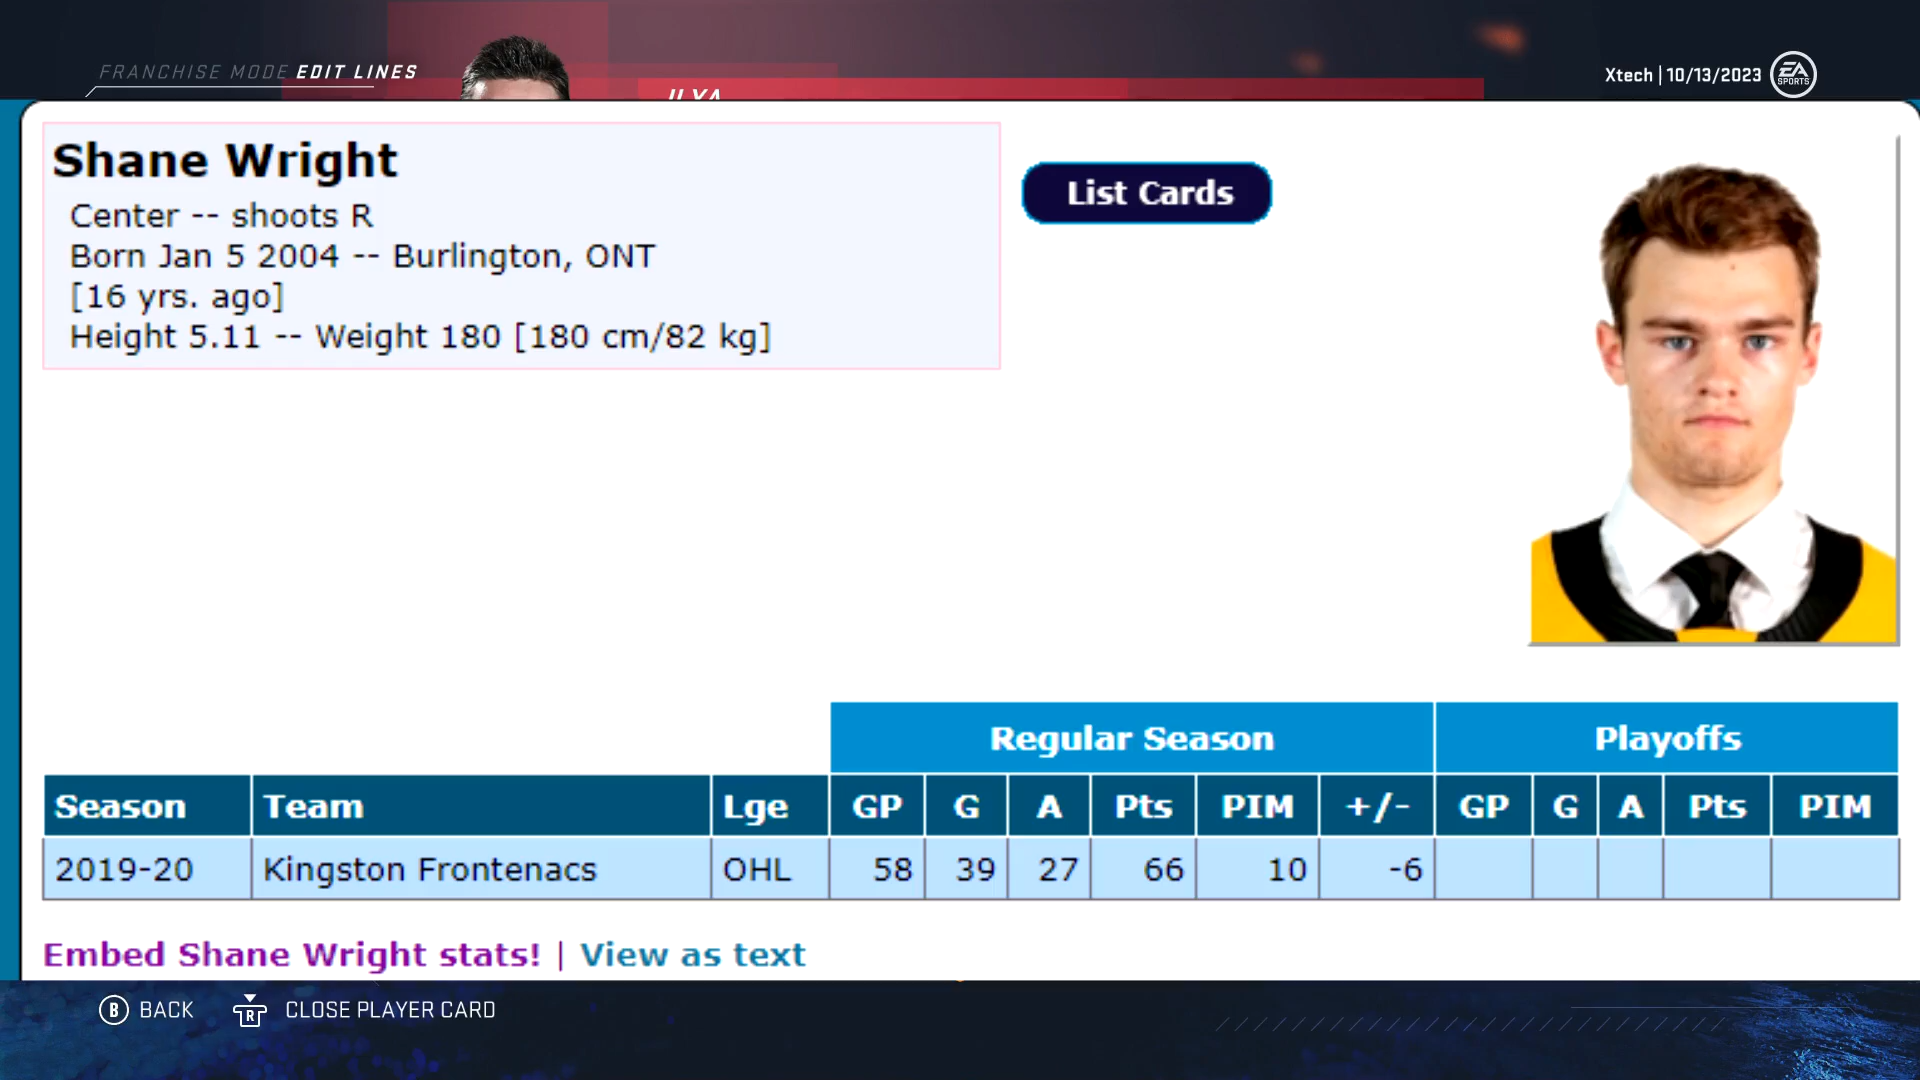 FRANCHISE MODE EDIT LINES
Xtech | 10/13/2023
EA SPORTS
Shane Wright
Center -- shoots R
Born Jan 5 2004 -- Burlington, ONT
[16 yrs. ago]
Height 5.11 -- Weight 180 [180 cm/82 kg]
List Cards
Regular Season Playoffs
Season Team Lge GP G A Pts PIM +/- GP G A Pts PIM
2019-20 Kingston Frontenacs OHL 58 39 27 66 10 -6
Embed Shane Wright stats! | View as text
B BACK R CLOSE PLAYER CARD